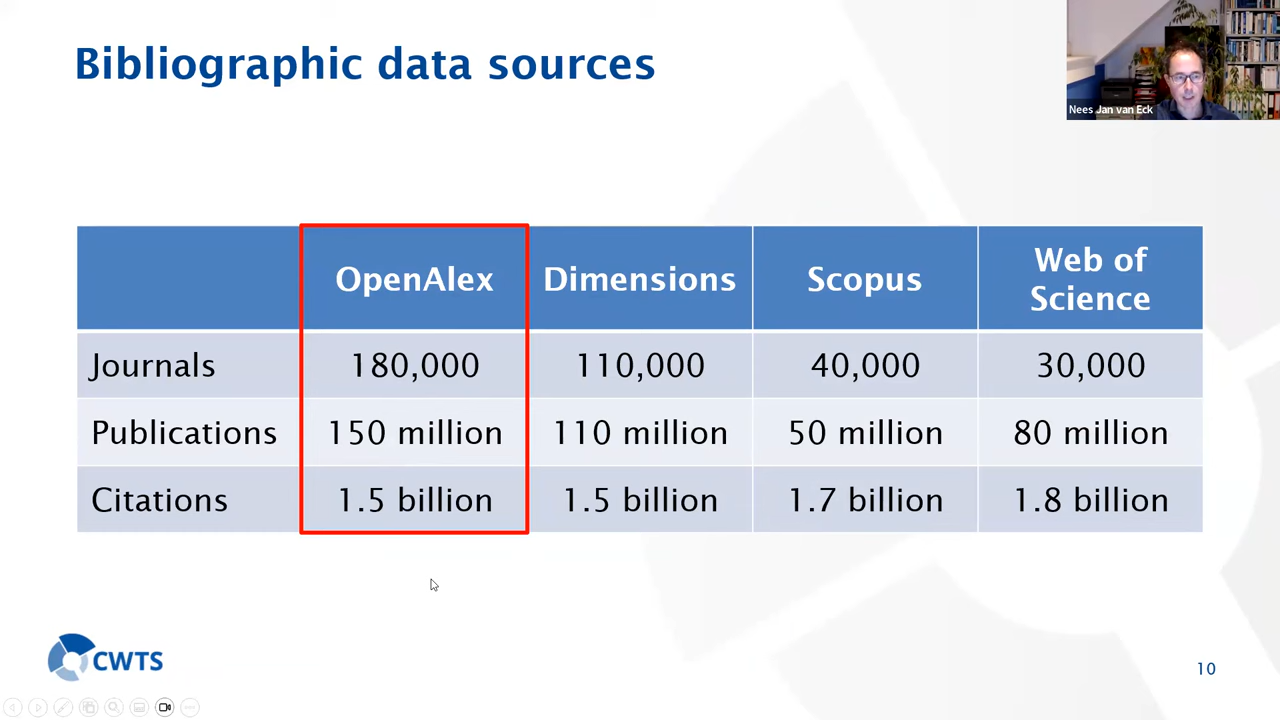 Bibliographic data sources
Nees Jan van Eck
OpenAlex Dimensions Scopus Web of Science
Journals 180,000 110,000 40,000 30,000
Publications 150 million 110 million 50 million 80 million
Citations 1.5 billion 1.5 billion 1.7 billion 1.8 billion
CWTS
10